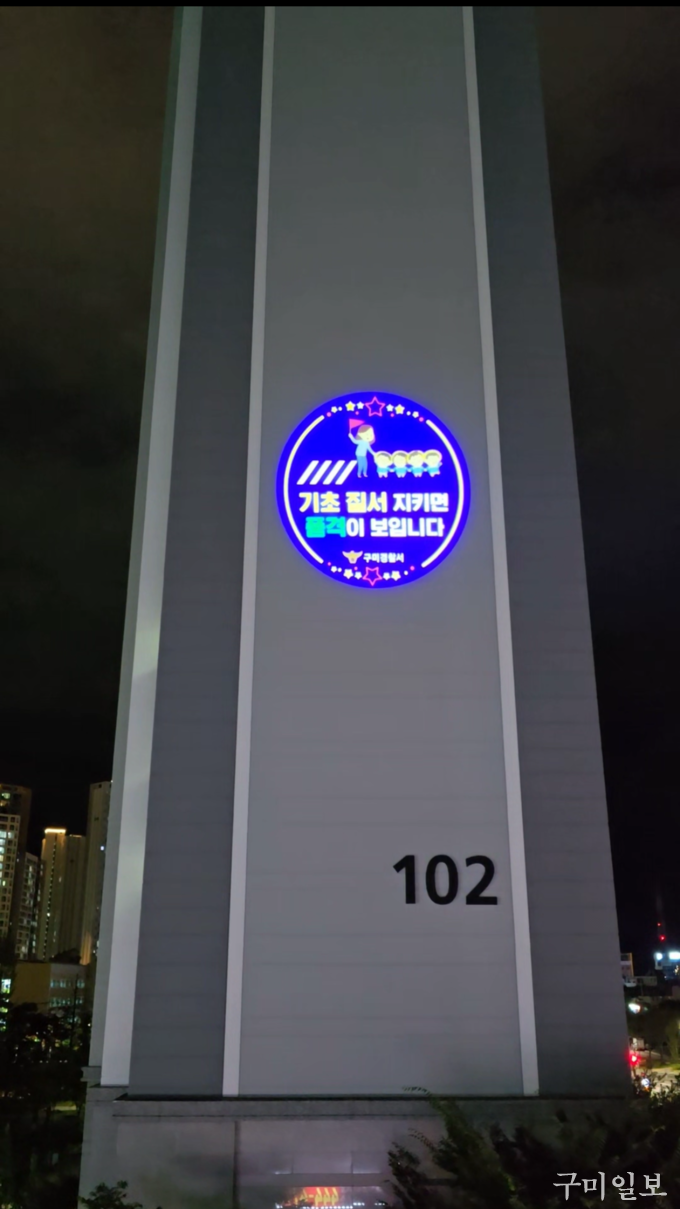 기초 질서 지키면
품격이 보입니다
구미경찰서
102
구미일보